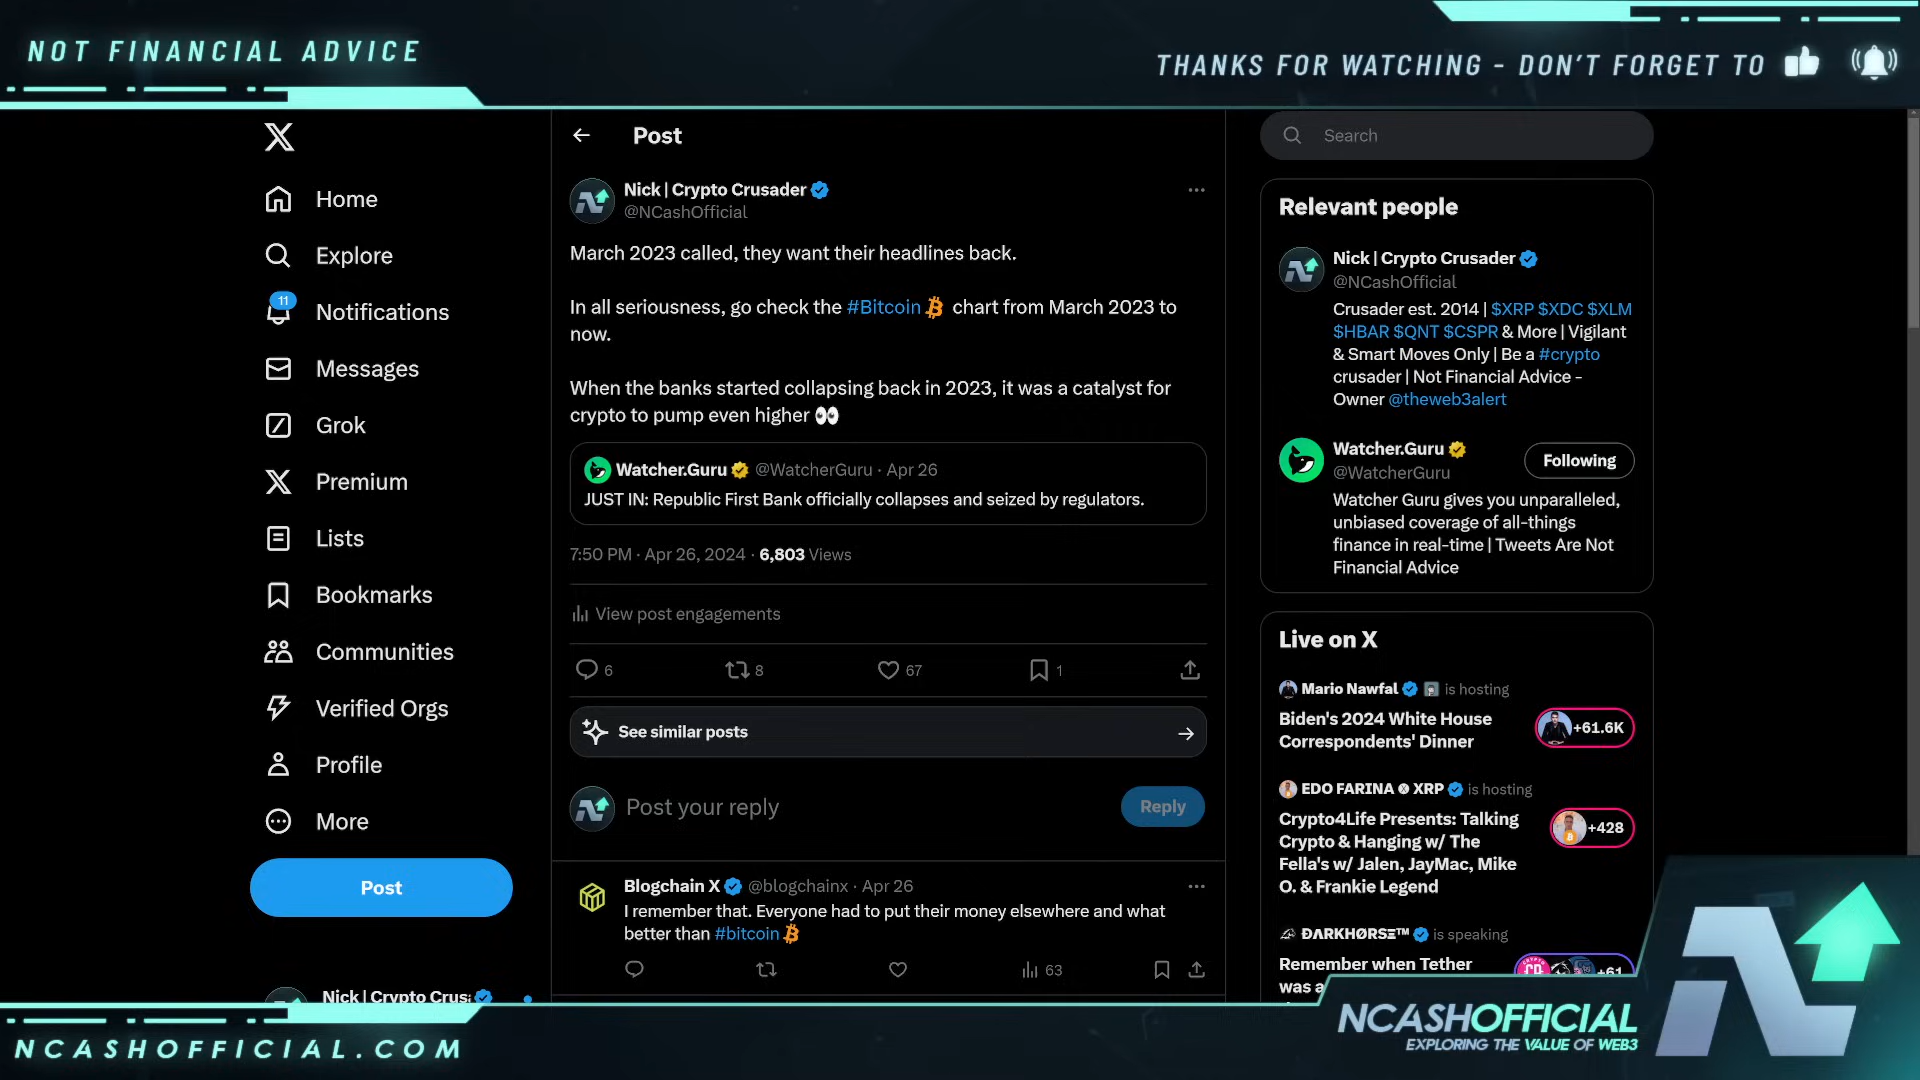 NOT FINANCIAL ADVICE
THANKS FOR WATCHING - DON'T FORGET TO
Home
Explore
11
Notifications
Messages
Grok
Premium
Lists
Bookmarks
Communities
Verified Orgs
Profile
More
Post
Nick | Crypto
Post
Nick | Crypto Crusader
@NCashOfficial
March 2023 called, they want their headlines back.
In all seriousness, go check the #Bitcoin chart from March 2023 to
now.
When the banks started collapsing back in 2023, it was a catalyst for
crypto to pump even higher 👀
Watcher.Guru @WatcherGuru · Apr 26
JUST IN: Republic First Bank officially collapses and seized by regulators.
7:50 PM · Apr 26, 2024 · 6,803 Views
View post engagements
6 8 67 1
See similar posts
Post your reply
Reply
Blogchain X @blogchainx · Apr 26
I remember that. Everyone had to put their money elsewhere and what
better than #bitcoin
63
Search
Relevant people
Nick | Crypto Crusader
@NCashOfficial
Crusader est. 2014 | $XRP $XDC $XLM
$HBAR $QNT $CSPR & More | Vigilant
& Smart Moves Only | Be a #crypto
crusader | Not Financial Advice -
Owner @theweb3alert
Watcher.Guru
@WatcherGuru
Following
Watcher Guru gives you unparalleled,
unbiased coverage of all-things
finance in real-time | Tweets Are Not
Financial Advice
Live on X
Mario Nawfal is hosting
Biden's 2024 White House
Correspondents' Dinner
+61.6K
EDO FARINA XRP is hosting
Crypto4Life Presents: Talking
Crypto & Hanging w/ The
Fella's w/ Jalen, JayMac, Mike
O. & Frankie Legend
+428
ĐΛRKHØRSΞ™ is speaking
Remember when Tether
was a
+61
NCASHOFFICIAL.COM
NCASHOFFICIAL
EXPLORING THE VALUE OF WEB3